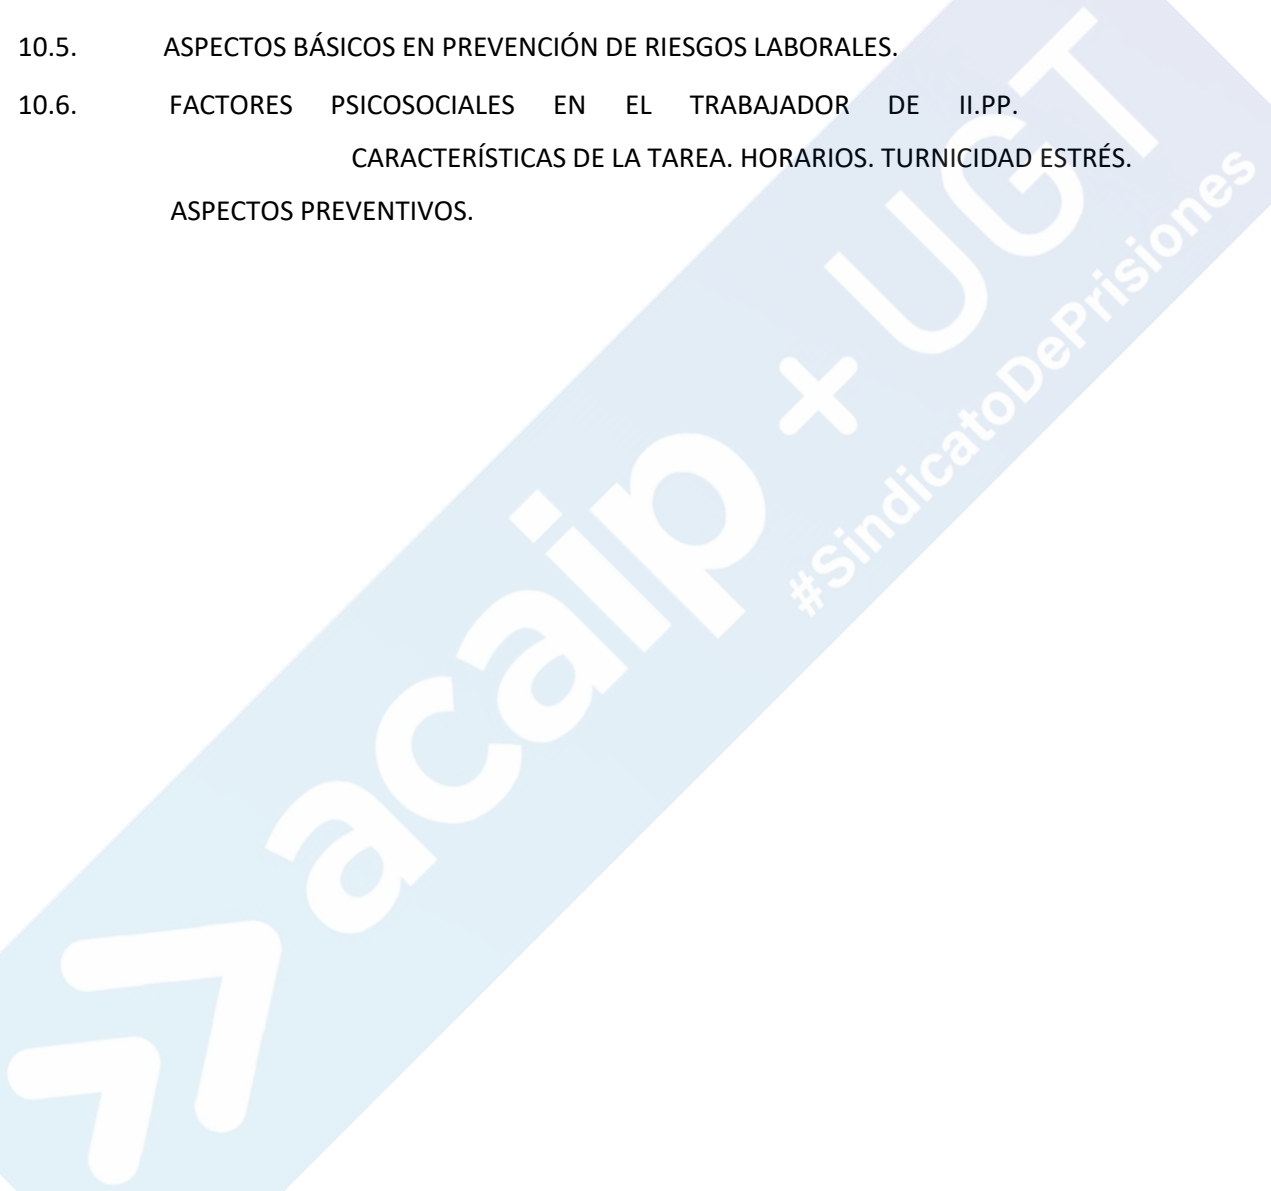 10.5. ASPECTOS BÁSICOS EN PREVENCIÓN DE RIESGOS LABORALES.
10.6. FACTORES PSICOSOCIALES EN EL TRABAJADOR DE II.PP.
CARACTERÍSTICAS DE LA TAREA. HORARIOS. TURNICIDAD ESTRÉS.
ASPECTOS PREVENTIVOS.
acaip + UGT
#SindicatoDePrisiones